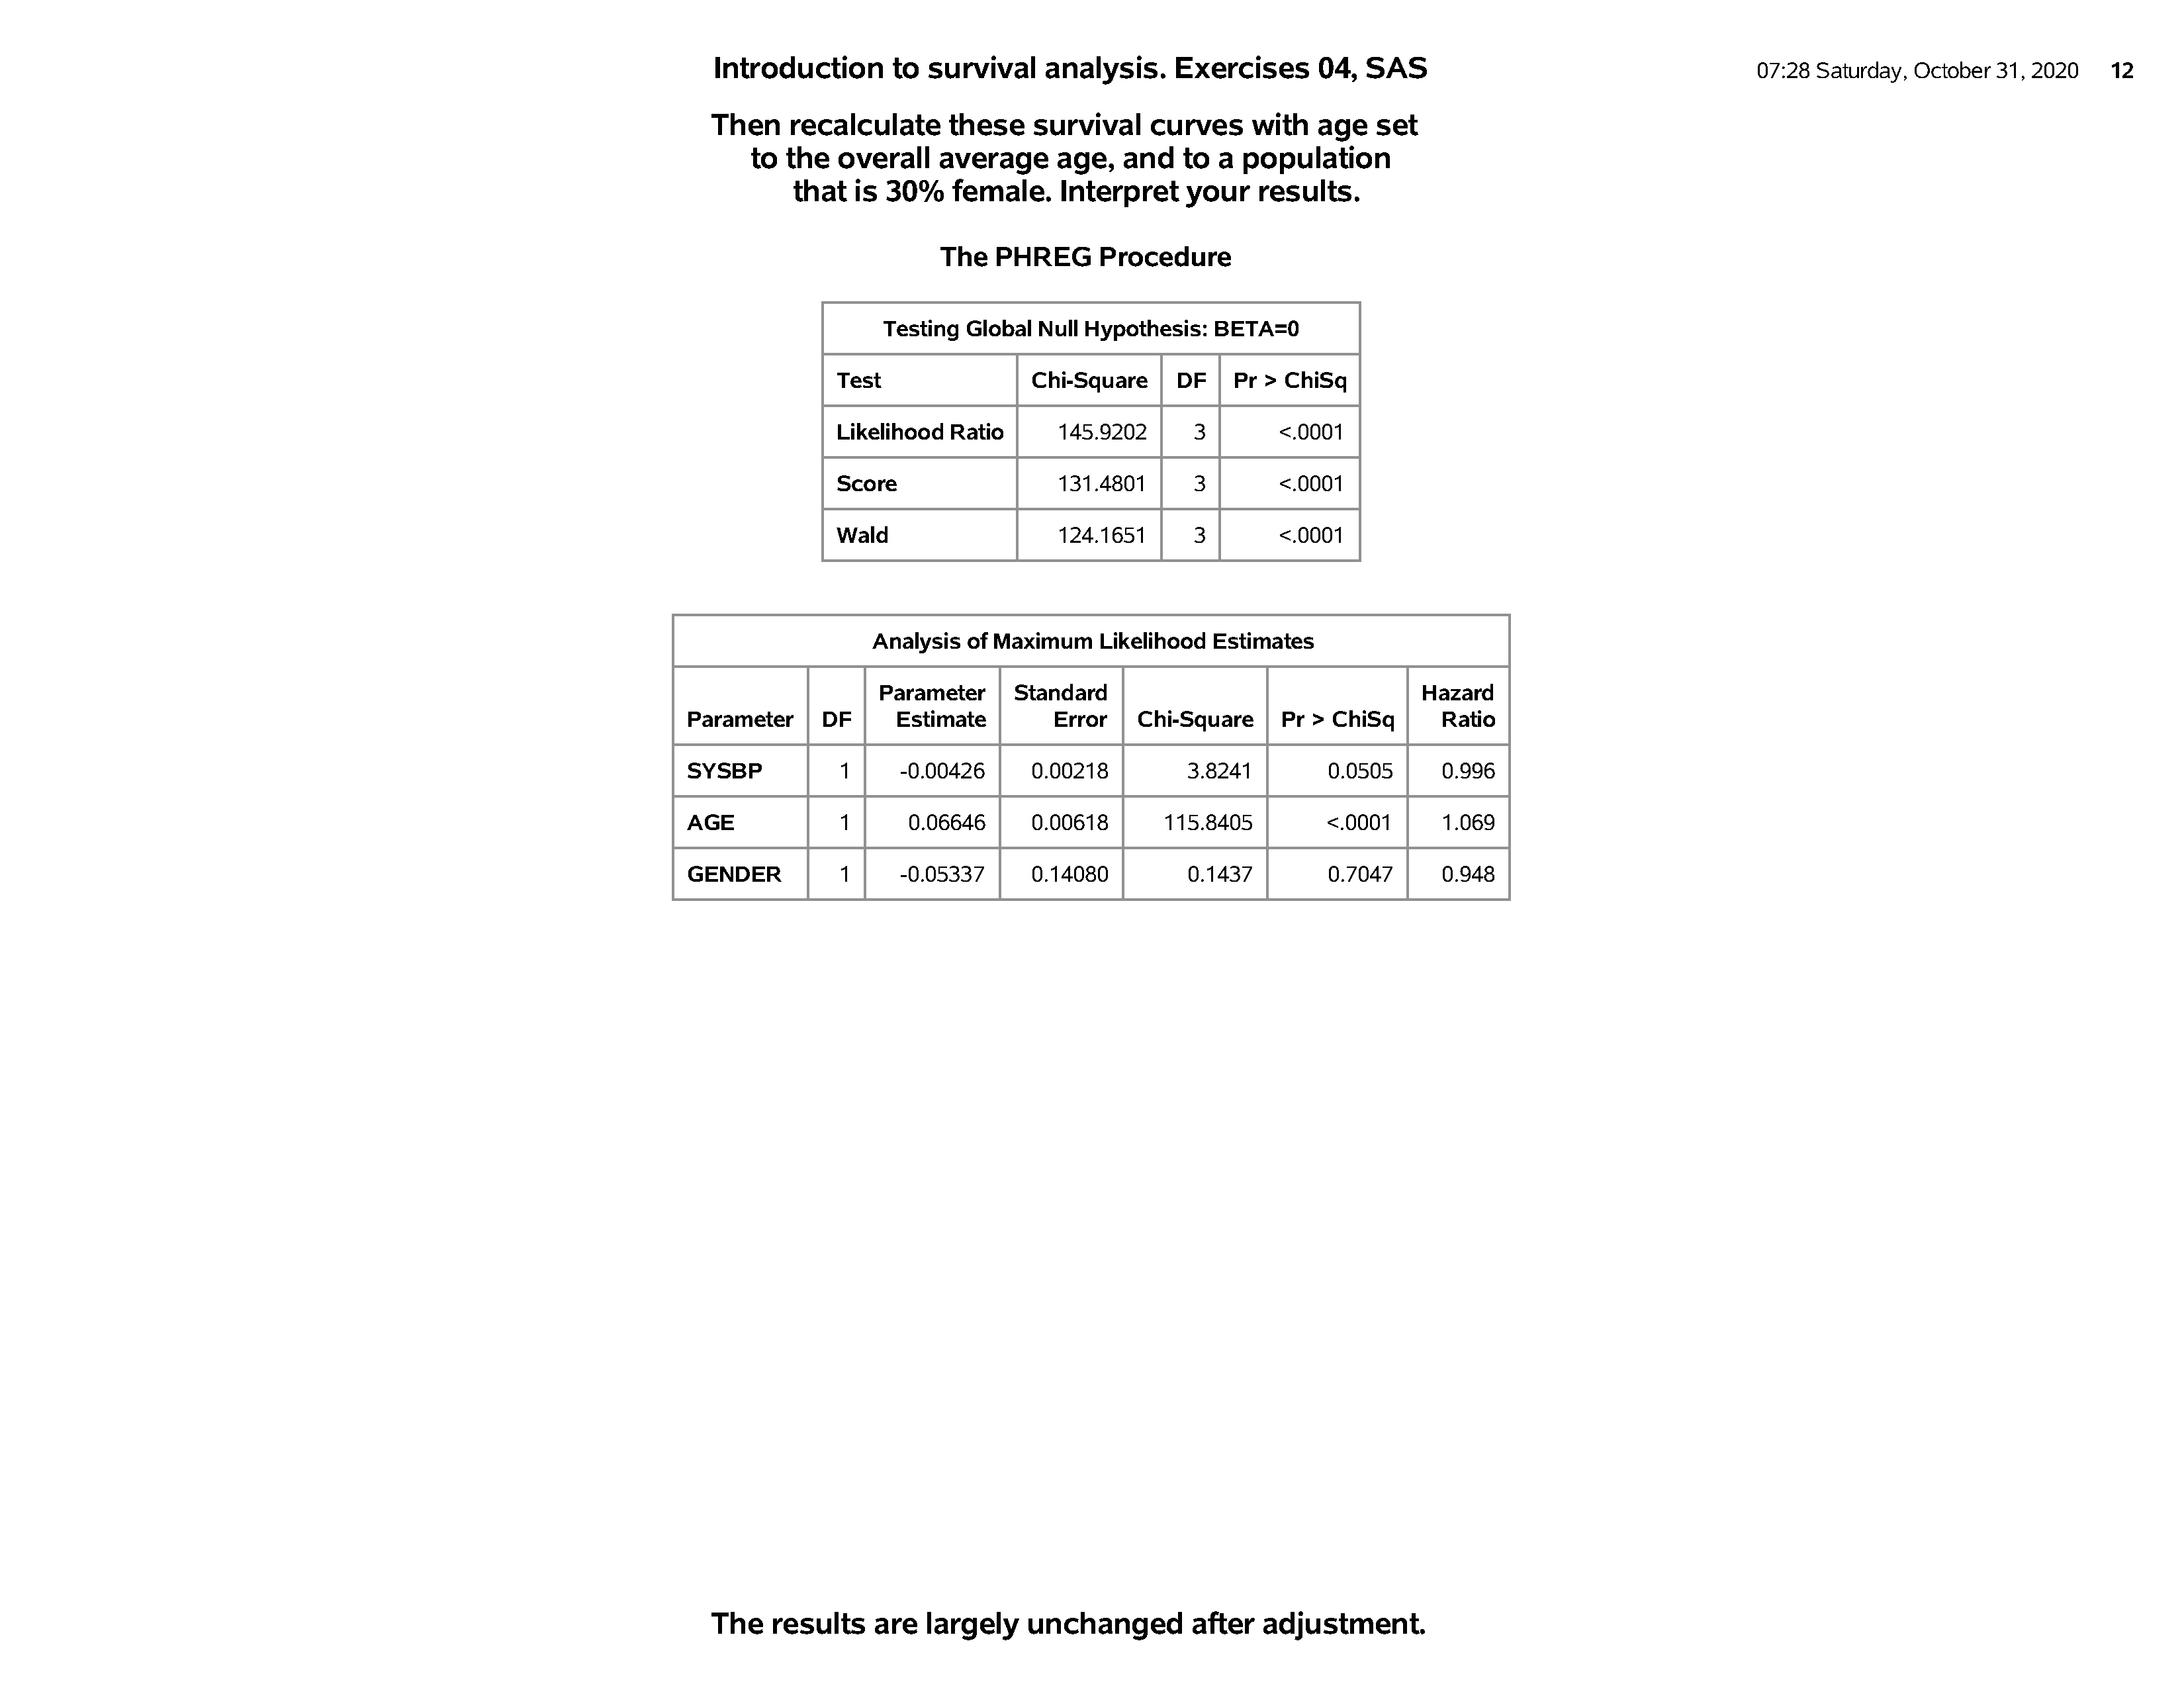 Introduction to survival analysis. Exercises 04, SAS
07:28 Saturday, October 31, 2020 12
Then recalculate these survival curves with age set
to the overall average age, and to a population
that is 30% female. Interpret your results.
The PHREG Procedure
Testing Global Null Hypothesis: BETA=0
Test Chi-Square DF Pr > ChiSq
Likelihood Ratio 145.9202 3 <.0001
Score 131.4801 3 <.0001
Wald 124.1651 3 <.0001
Analysis of Maximum Likelihood Estimates
Parameter Standard Hazard
Parameter DF Estimate Error Chi-Square Pr > ChiSq Ratio
SYSBP 1 -0.00426 0.00218 3.8241 0.0505 0.996
AGE 1 0.06646 0.00618 115.8405 <.0001 1.069
GENDER 1 -0.05337 0.14080 0.1437 0.7047 0.948
The results are largely unchanged after adjustment.